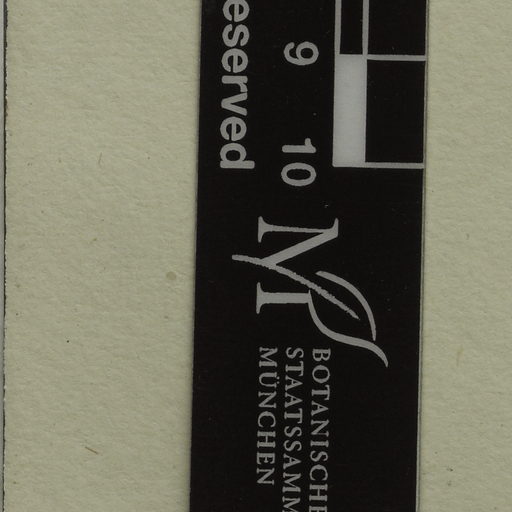 eserved
9 10
BOTANISCHE
STAATSSAMM
MÜNCHEN